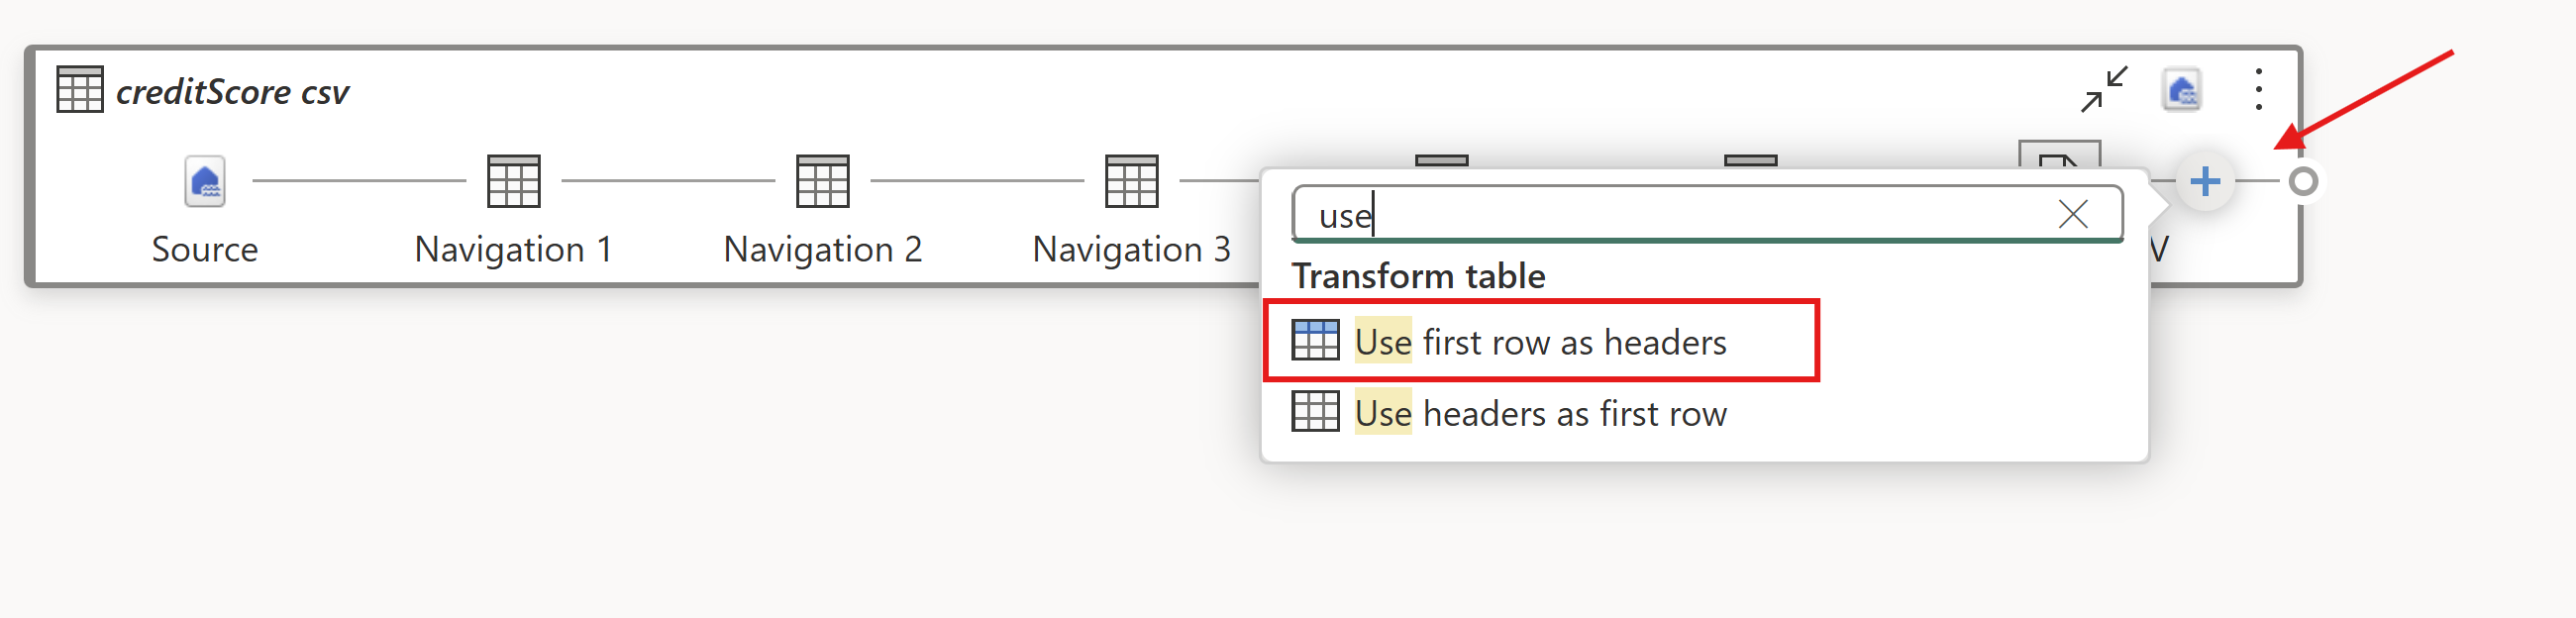 creditScore csv
Source
Navigation 1
Navigation 2
Navigation 3
use
Transform table
Use first row as headers
Use headers as first row